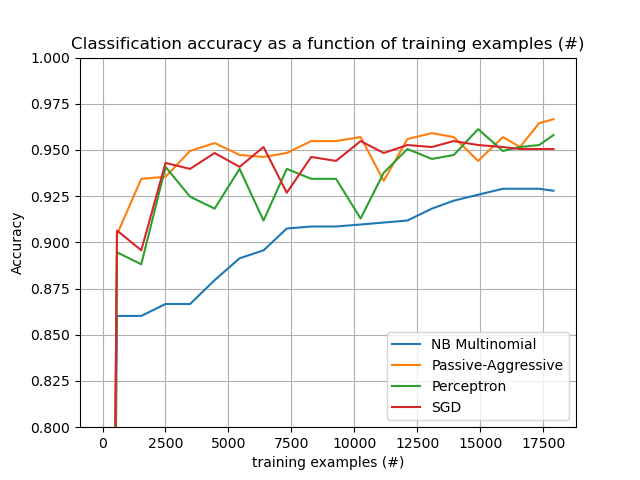 Classification accuracy as a function of training examples (#)
1.000
0.975
0.950
0.925
0.900
0.875
0.850
0.825
0.800
Accuracy
NB Multinomial
Passive-Aggressive
Perceptron
SGD
0 2500 5000 7500 10000 12500 15000 17500
training examples (#)